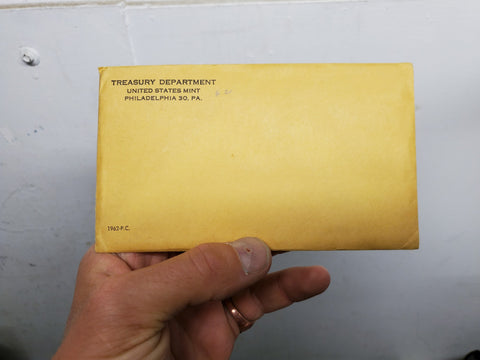 TREASURY DEPARTMENT
UNITED STATES MINT
PHILADELPHIA 30, PA.
1962-P.C.